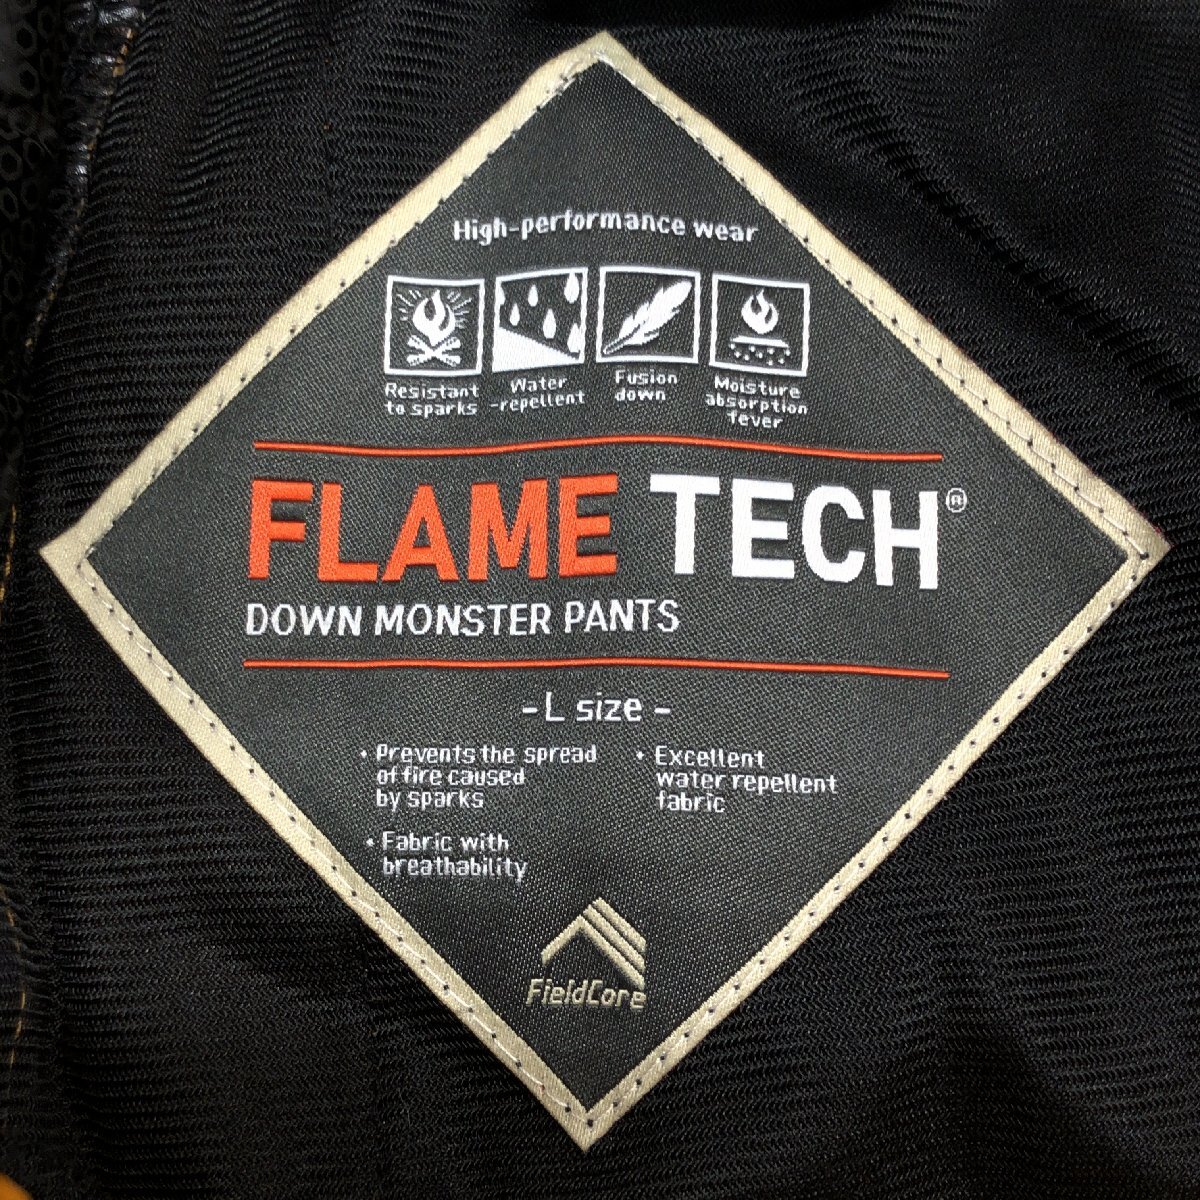 High-performance wear
Resistant
to sparks
Water
-repellent
Fusion
down
Moisture
absorption
fever
FLAME TECH®
DOWN MONSTER PANTS
- L size -
• Prevents the spread
of fire caused
by sparks
• Fabric with
breathability
• Excellent
water repellent
fabric
FieldCore